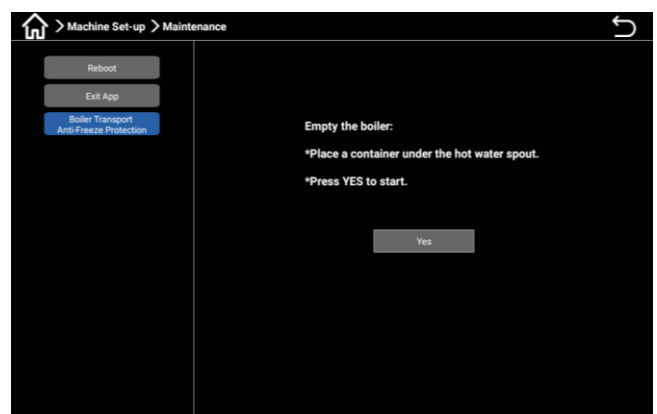 Machine Set-up > Maintenance
Reboot
Exit App
Boiler Transport
Anti-Freeze Protection
Empty the boiler:
*Place a container under the hot water spout.
*Press YES to start.
Yes